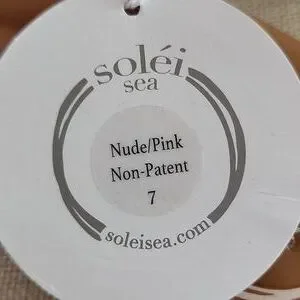 soléi
sea
Nude/Pink
Non-Patent
7
soleisea.com